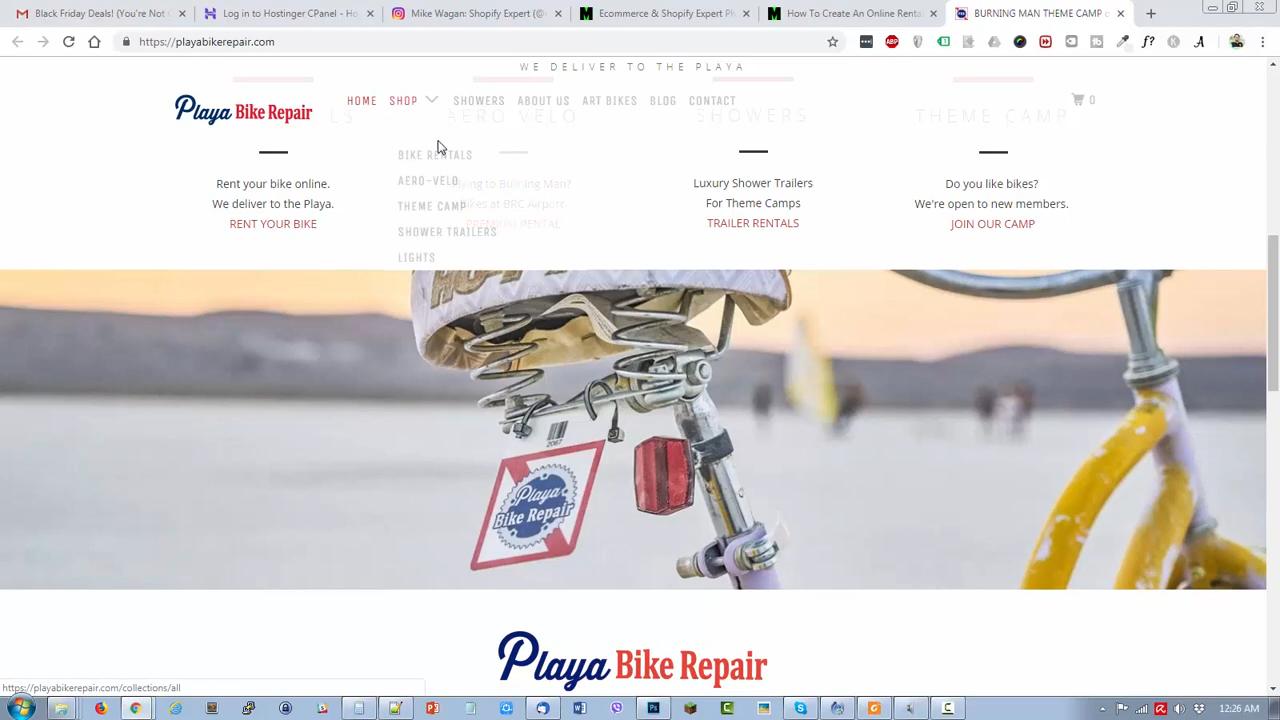 Black Friday Deals! (You're Not
Log in to Hostinger CPanel - H
Mike Wagan: Shopify Expert (@
Ecommerce & Shopify Expert P
How To Create An Online Renta
BURNING MAN THEME CAMP
https://playabikerepair.com
WE DELIVER TO THE PLAYA
Playa Bike Repair
HOME SHOP SHOWERS ABOUT US ART BIKES BLOG CONTACT
0
LS AERO VELO SHOWERS THEME CAMP
BIKE RENTALS
AERO-VELO
THEME CAMP
SHOWER TRAILERS
LIGHTS
Rent your bike online.
We deliver to the Playa.
RENT YOUR BIKE
ying to Burning Man?
Bikes at BRC Airport.
PREMIUM RENTAL
Luxury Shower Trailers
For Theme Camps
TRAILER RENTALS
Do you like bikes?
We're open to new members.
JOIN OUR CAMP
2067
Playa
Bike Repair
Playa Bike Repair
https://playabikerepair.com/collections/all
12:26 AM